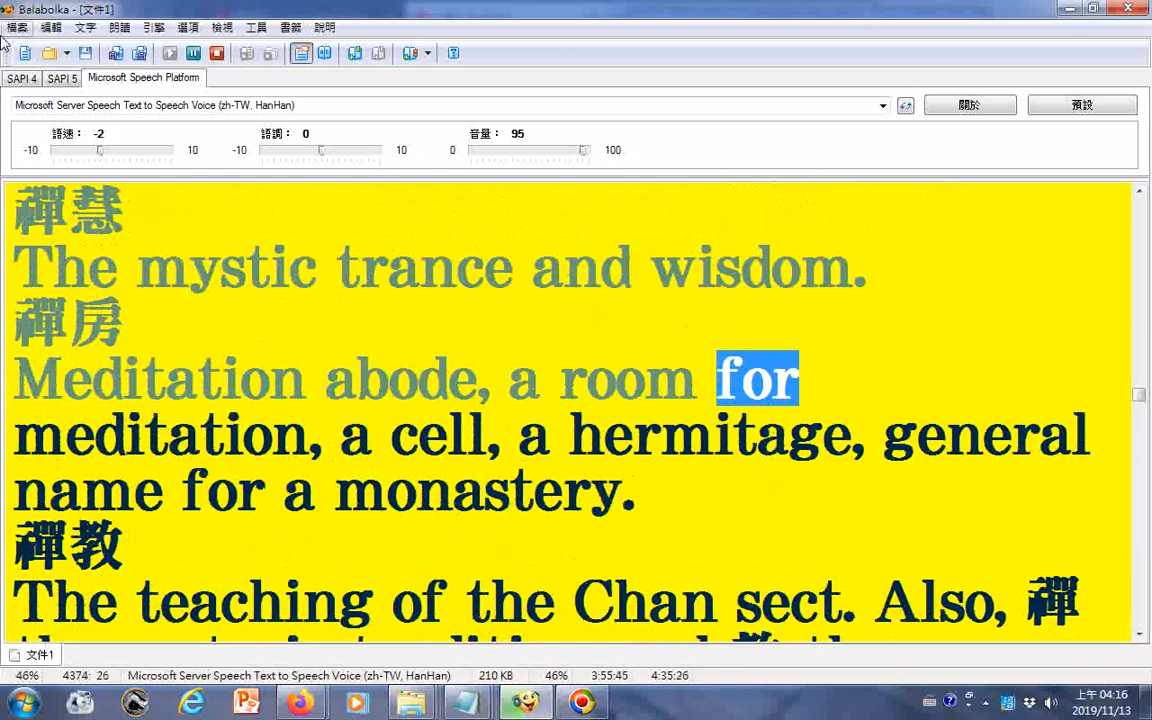 Balabolka - [文件1]
檔案 編輯 文字 朗讀 引擎 選項 檢視 工具 書籤 說明
SAPI 4 SAPI 5 Microsoft Speech Platform
Microsoft Server Speech Text to Speech Voice (zh-TW, HanHan) 關於 預設
語速： -2 語調： 0 音量： 95
-10 10 -10 10 0 100
禪慧
The mystic trance and wisdom.
禪房
Meditation abode, a room for
meditation, a cell, a hermitage, general
name for a monastery.
禪教
The teaching of the Chan sect. Also, 禪
文件1
46% 4374: 26 Microsoft Server Speech Text to Speech Voice (zh-TW, HanHan) 210 KB 46% 3:55:45 4:35:26
上午 04:16
2019/11/13